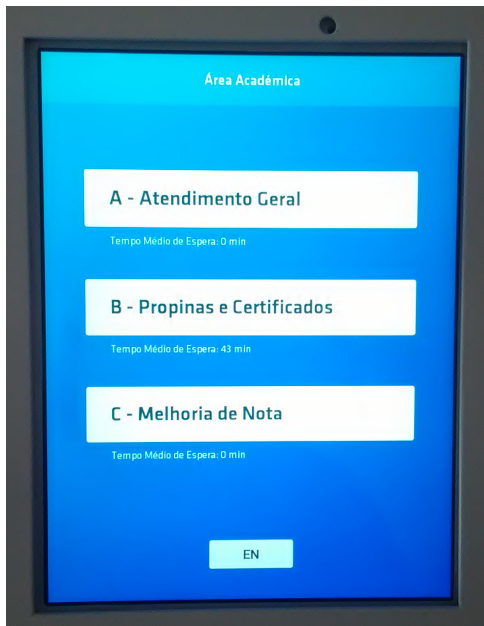 Área Académica
A - Atendimento Geral
Tempo Médio de Espera: 0 min
B - Propinas e Certificados
Tempo Médio de Espera: 43 min
C - Melhoria de Nota
Tempo Médio de Espera: 0 min
EN